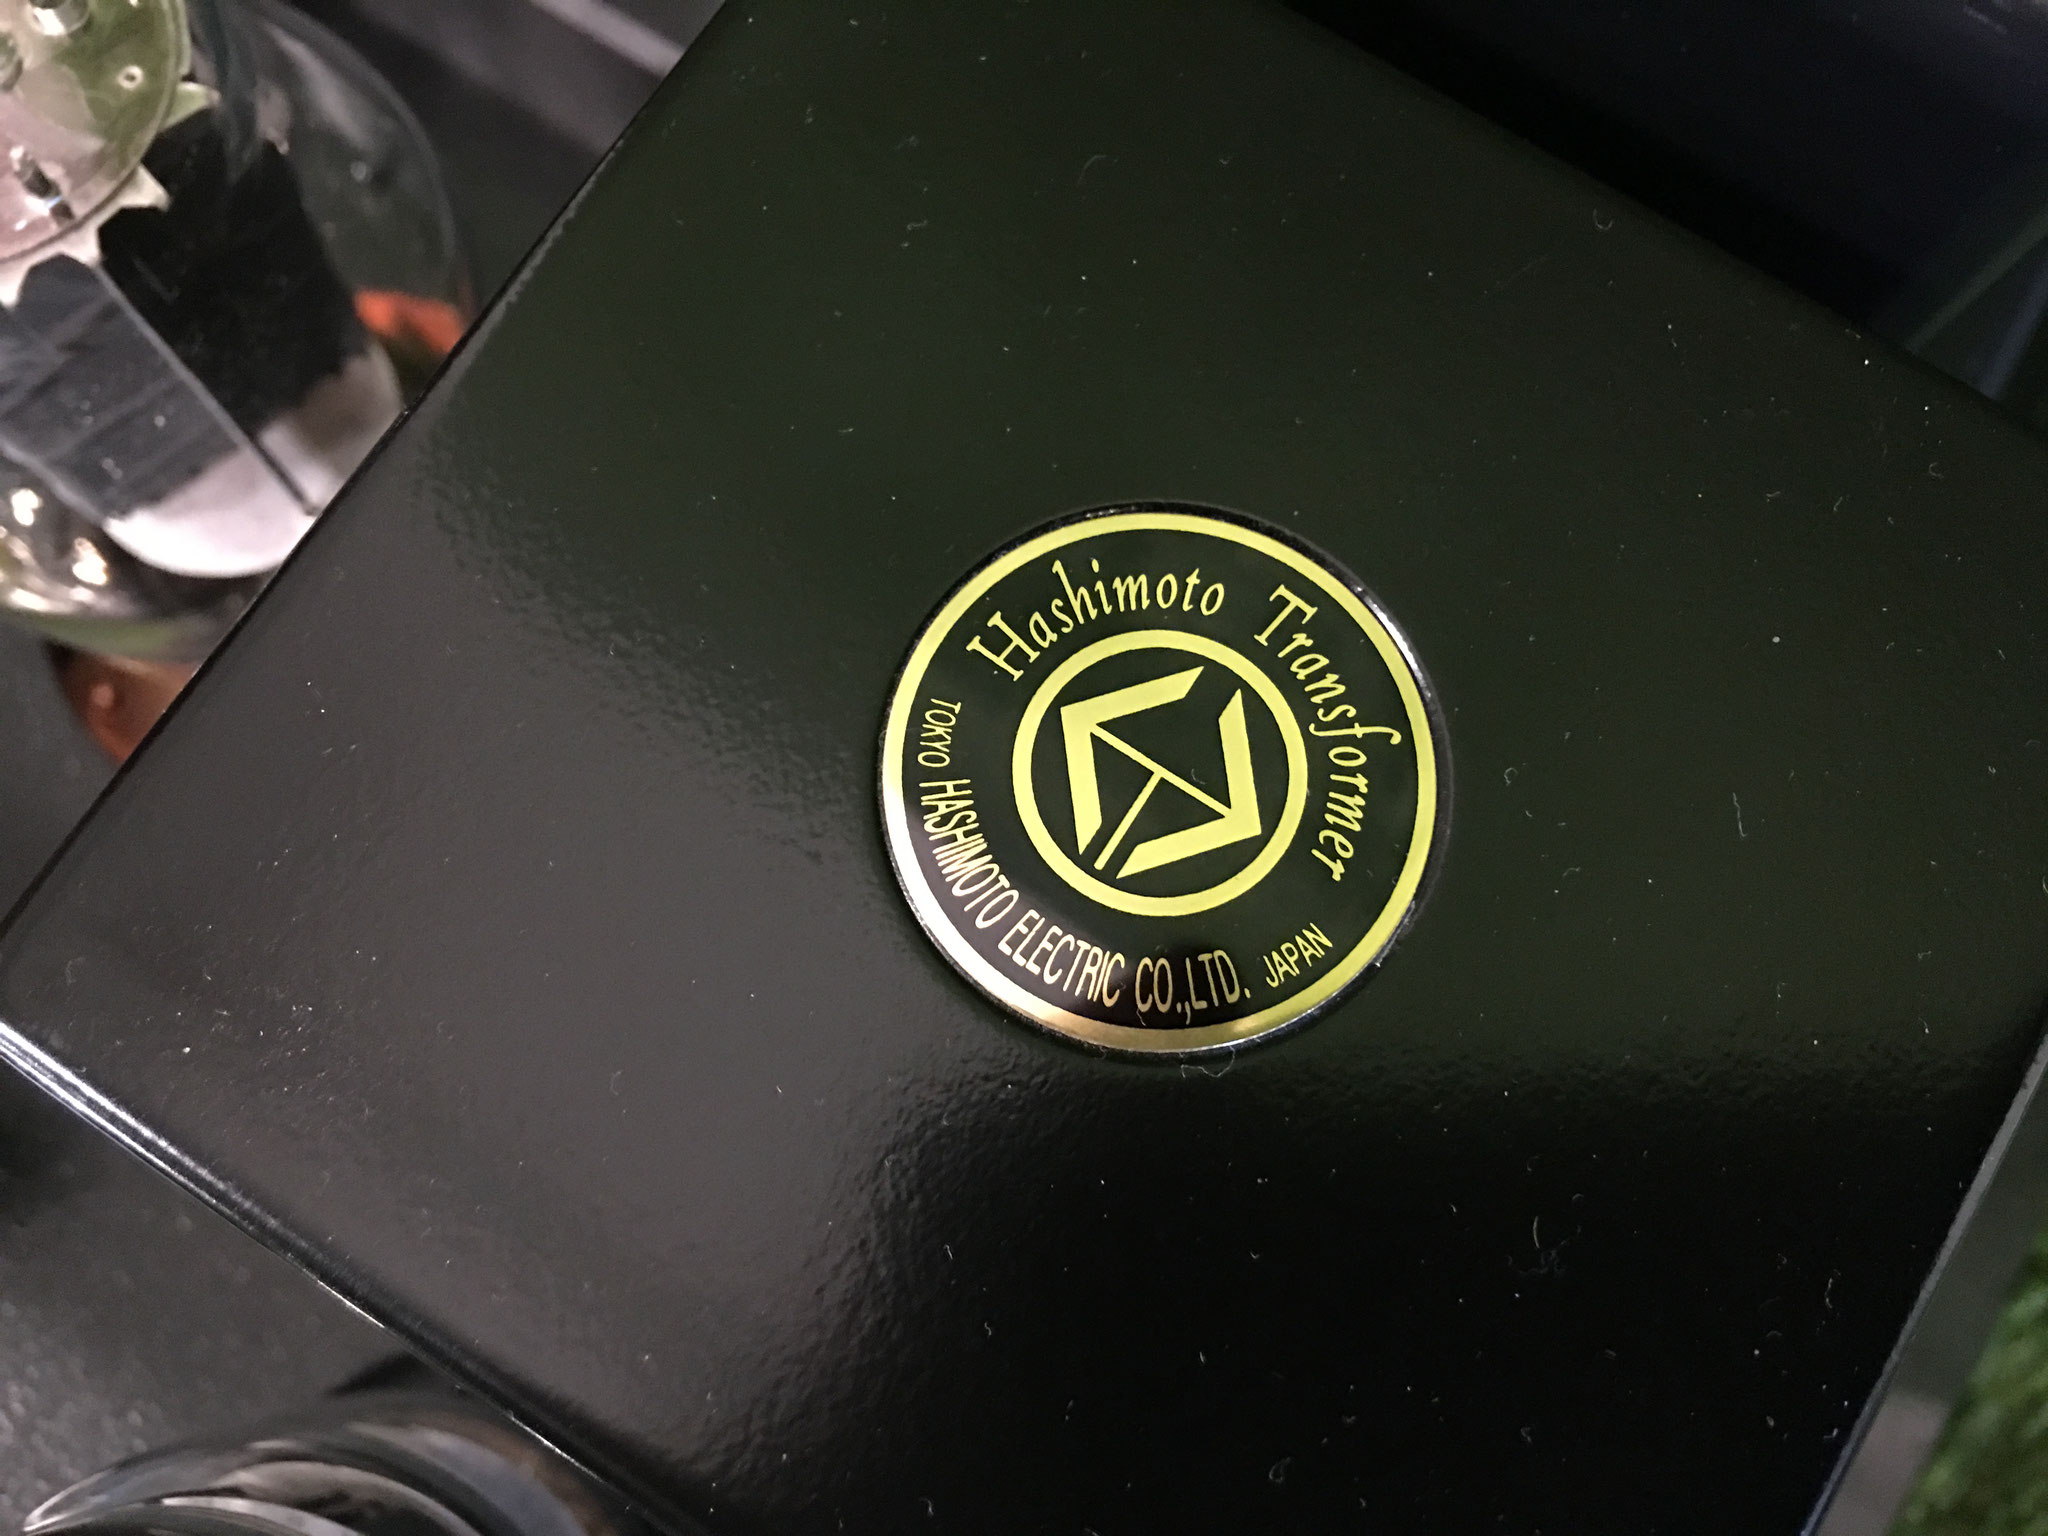 Hashimoto Transformer
TOKYO HASHIMOTO ELECTRIC CO.,LTD. JAPAN